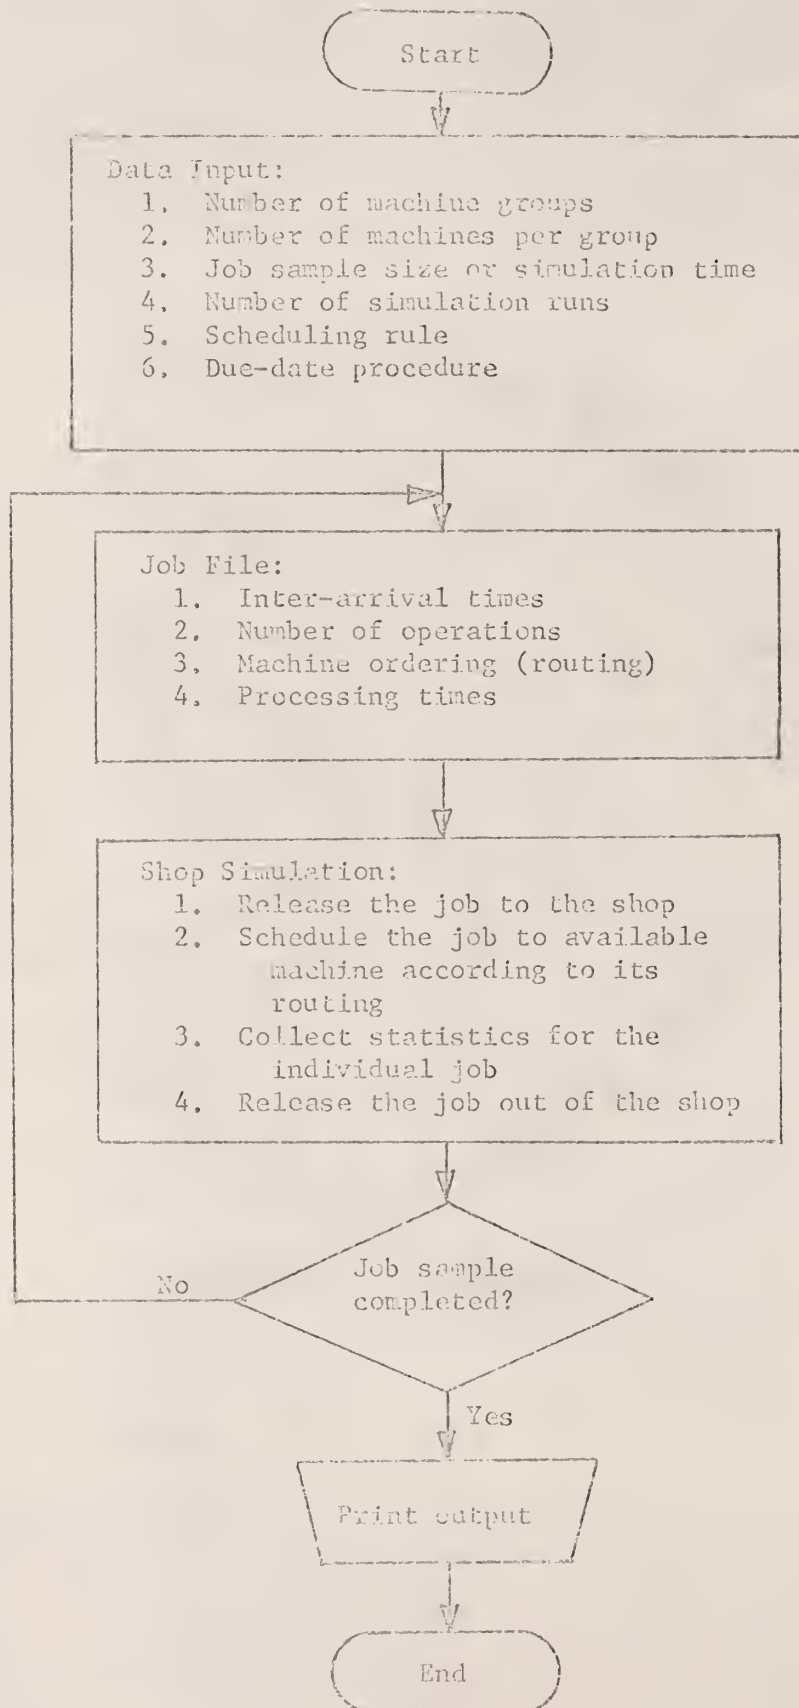 Start
Data Input:
1. Number of machine groups
2. Number of machines per group
3. Job sample size or simulation time
4. Number of simulation runs
5. Scheduling rule
6. Due-date procedure
Job File:
1. Inter-arrival times
2. Number of operations
3. Machine ordering (routing)
4. Processing times
Shop Simulation:
1. Release the job to the shop
2. Schedule the job to available
machine according to its
routing
3. Collect statistics for the
individual job
4. Release the job out of the shop
Job sample
completed?
No
Yes
Print output
End